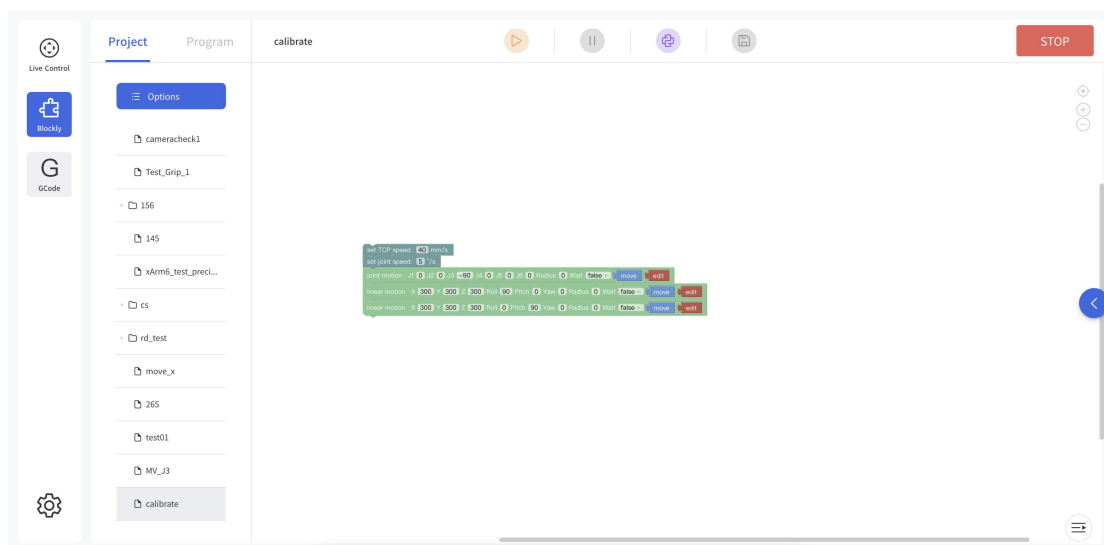 Live Control
Blockly
G
GCode
Project Program
Options
cameracheck1
Test_Grip_1
156
145
xArm6_test_preci...
cs
rd_test
move_x
265
test01
MV_J3
calibrate
calibrate
STOP
set TCP speed: 40 mm/s
set joint speed: 5 °/s
joint motion J1 0 J2 0 J3 -90 J4 0 J5 0 J6 0 Radius 0 Wait false move edit
linear motion X 300 Y 300 Z 300 Roll 90 Pitch 0 Yaw 0 Radius 0 Wait false move edit
linear motion X 300 Y 300 Z 300 Roll 0 Pitch 90 Yaw 0 Radius 0 Wait false move edit